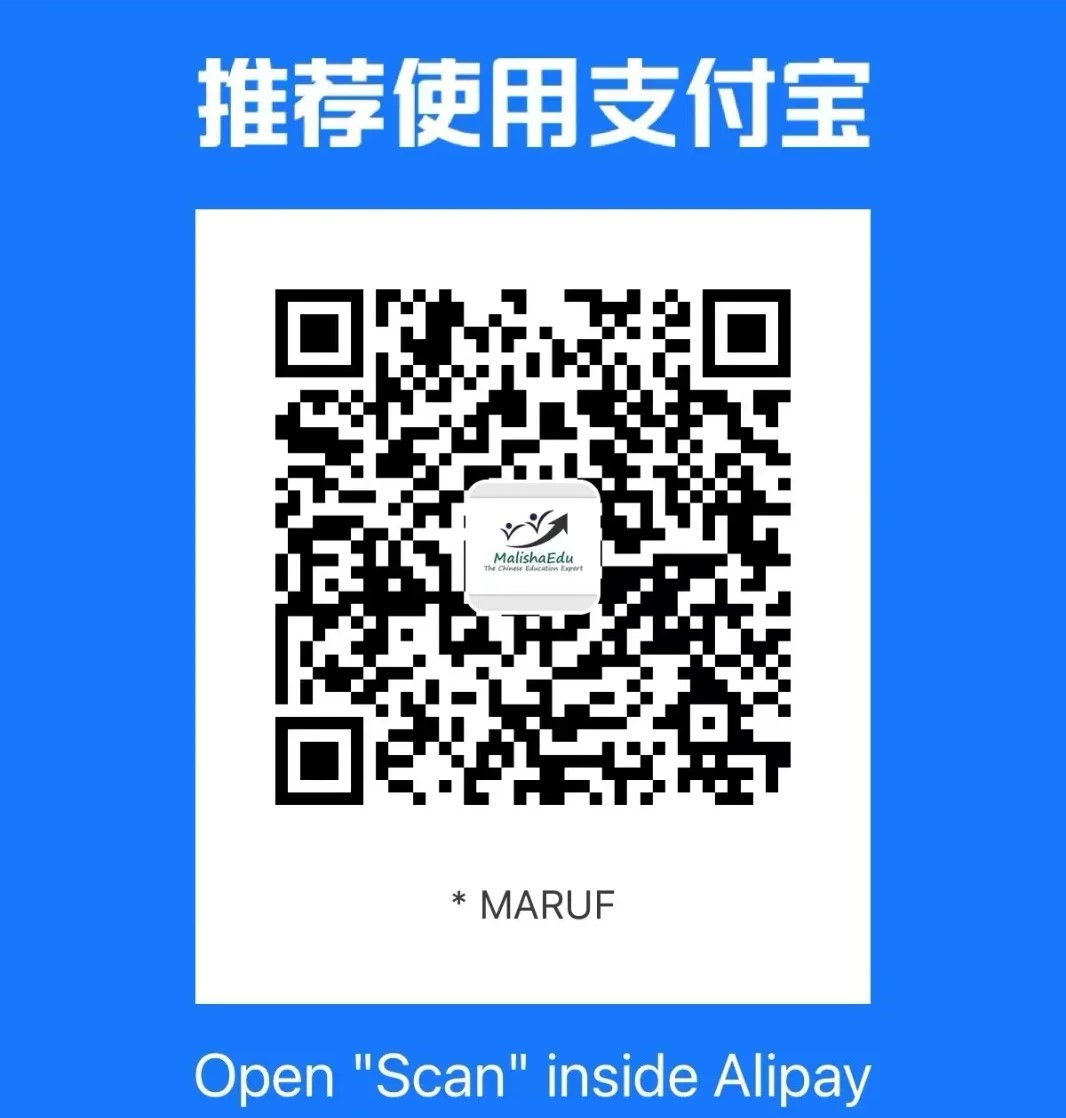 推荐使用支付宝
MalishaEdu
The Chinese Education Expert
* MARUF
Open "Scan" inside Alipay